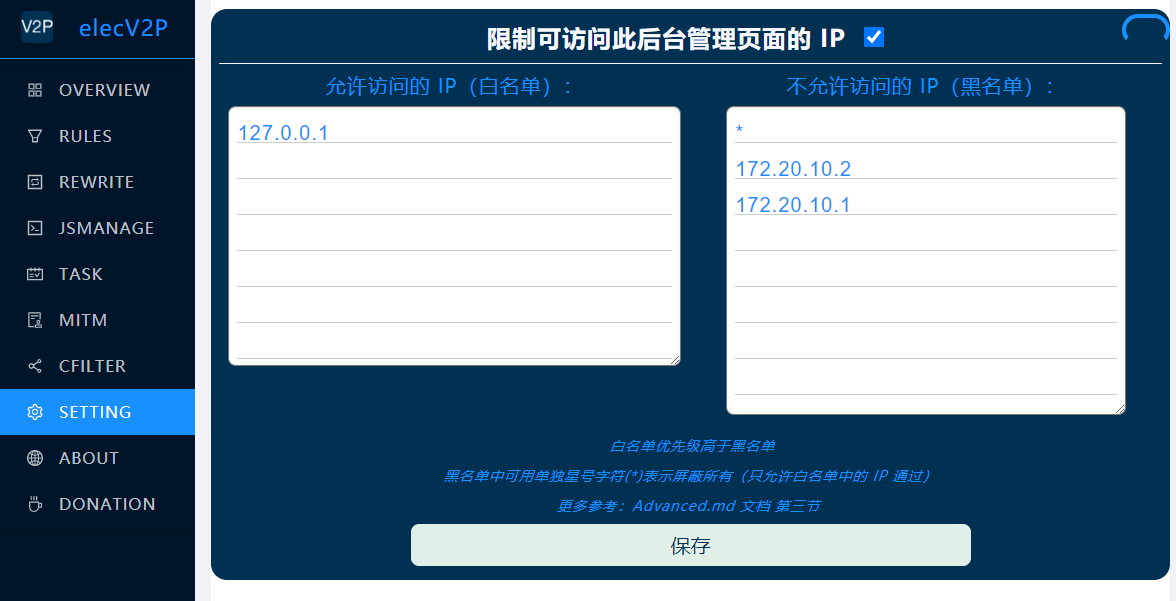 V2P
elecV2P
OVERVIEW
RULES
REWRITE
JSMANAGE
TASK
MITM
CFILTER
SETTING
ABOUT
DONATION
限制可访问此后台管理页面的 IP
允许访问的 IP（白名单）:
127.0.0.1
不允许访问的 IP（黑名单）:
*
172.20.10.2
172.20.10.1
白名单优先级高于黑名单
黑名单中可用单独星号字符(*)表示屏蔽所有（只允许白名单中的 IP 通过）
更多参考：Advanced.md 文档 第三节
保存